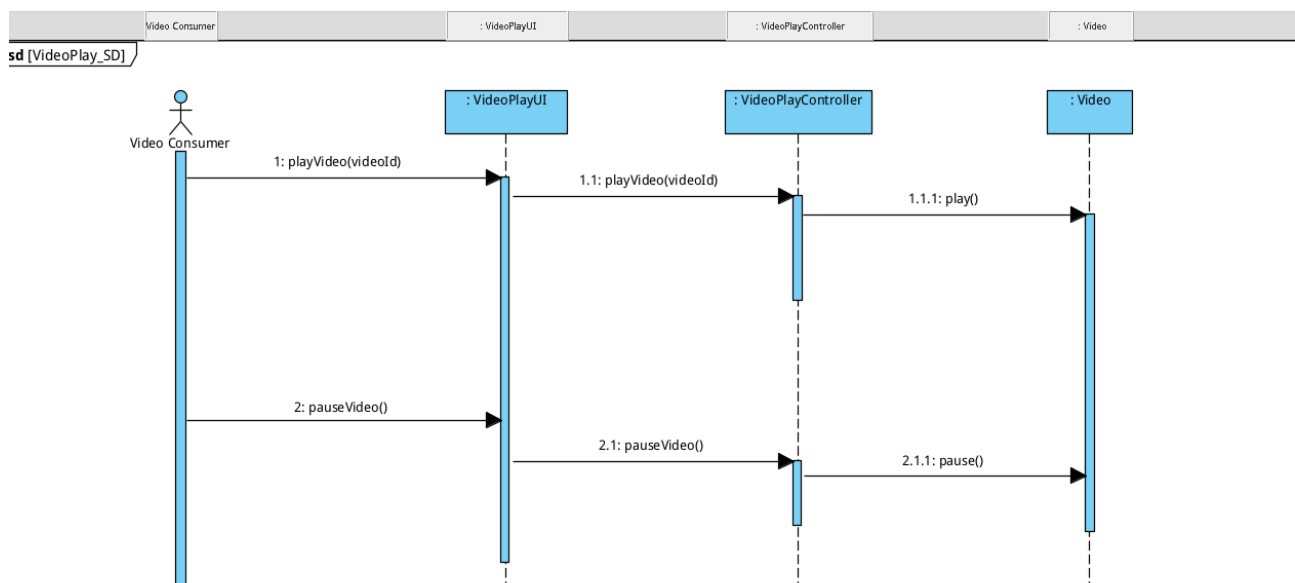 Video Consumer
: VideoPlayUI
: VideoPlayController
: Video
sd [VideoPlay_SD]
: VideoPlayUI
: VideoPlayController
: Video
Video Consumer
1: playVideo(videoId)
1.1: playVideo(videoId)
1.1.1: play()
2: pauseVideo()
2.1: pauseVideo()
2.1.1: pause()